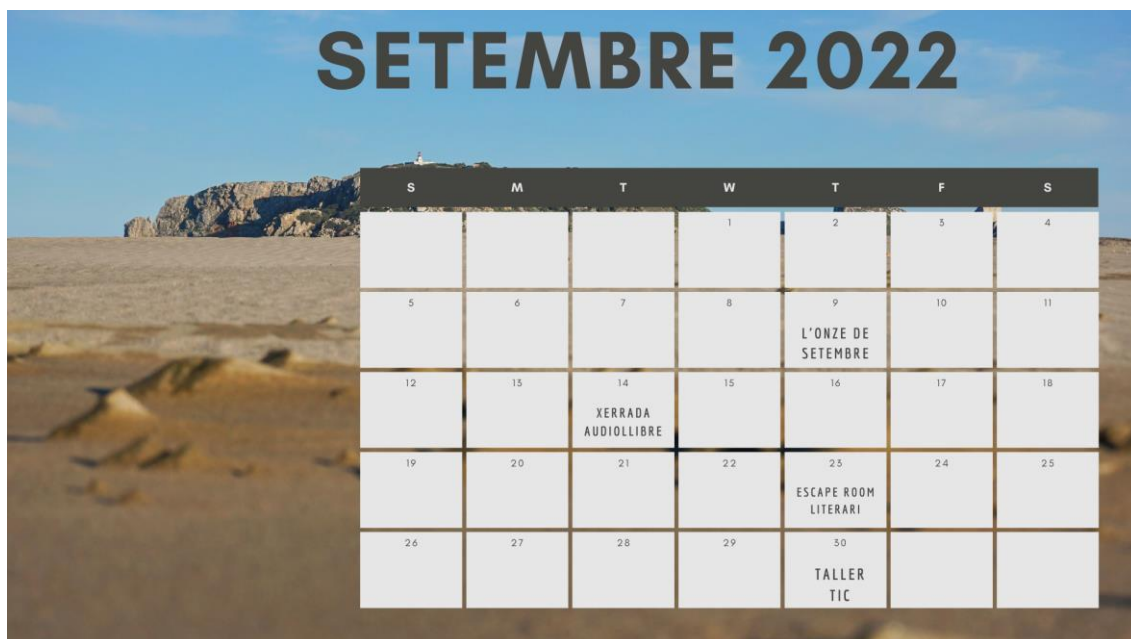 SETEMBRE 2022
S M T W T F S
1 2 3 4
5 6 7 8 9 10 11
L'ONZE DE
SETEMBRE
12 13 14 15 16 17 18
XERRADA
AUDIOLLIBRE
19 20 21 22 23 24 25
ESCAPE ROOM
LITERARI
26 27 28 29 30
TALLER
TIC